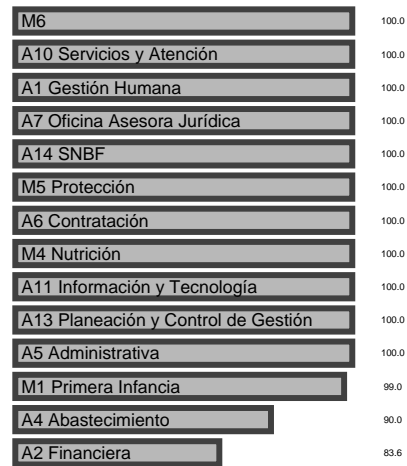 M6 100.0
A10 Servicios y Atención 100.0
A1 Gestión Humana 100.0
A7 Oficina Asesora Jurídica 100.0
A14 SNBF 100.0
M5 Protección 100.0
A6 Contratación 100.0
M4 Nutrición 100.0
A11 Información y Tecnología 100.0
A13 Planeación y Control de Gestión 100.0
A5 Administrativa 100.0
M1 Primera Infancia 99.0
A4 Abastecimiento 90.0
A2 Financiera 83.6